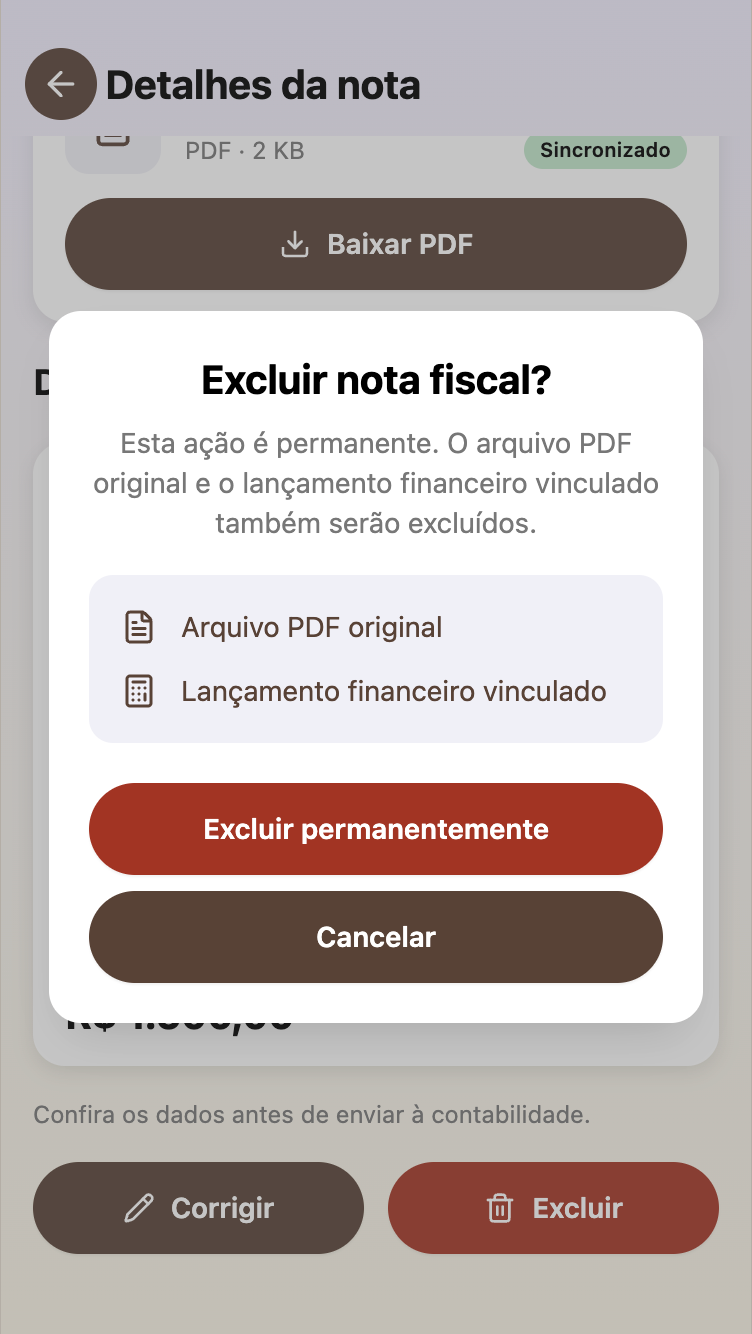 Detalhes da nota
PDF · 2 KB
Sincronizado
Baixar PDF
Excluir nota fiscal?
Esta ação é permanente. O arquivo PDF
original e o lançamento financeiro vinculado
também serão excluídos.
Arquivo PDF original
Lançamento financeiro vinculado
Excluir permanentemente
Cancelar
Confira os dados antes de enviar à contabilidade.
Corrigir
Excluir